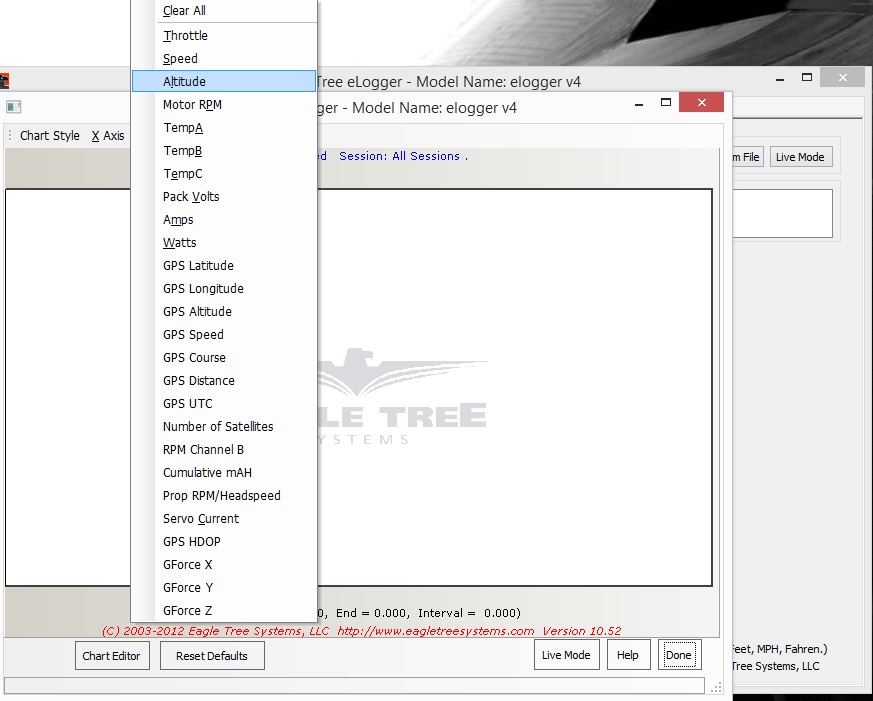 Clear All
Throttle
Speed
Altitude
Motor RPM
TempA
TempB
TempC
Pack Volts
Amps
Watts
GPS Latitude
GPS Longitude
GPS Altitude
GPS Speed
GPS Course
GPS Distance
GPS UTC
Number of Satellites
RPM Channel B
Cumulative mAH
Prop RPM/Headspeed
Servo Current
GPS HDOP
GForce X
GForce Y
GForce Z
Tree eLogger - Model Name: elogger v4
ger - Model Name: elogger v4
Chart Style X Axis
ed Session: All Sessions .
m File Live Mode
LE TREE
YSTEMS
0, End = 0.000, Interval = 0.000)
(C) 2003-2012 Eagle Tree Systems, LLC http://www.eagletreesystems.com Version 10.52
Chart Editor Reset Defaults Live Mode Help Done
Feet, MPH, Fahren.)
Tree Systems, LLC